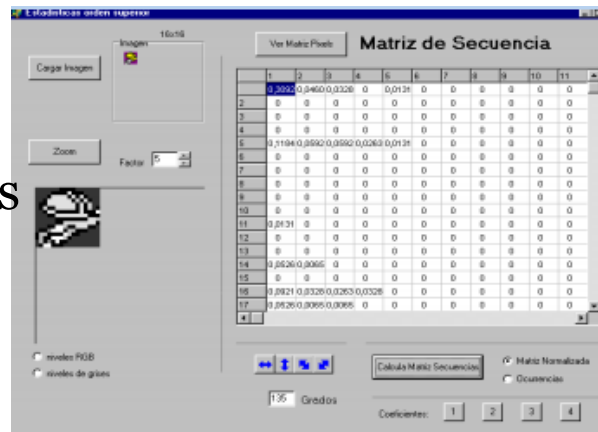 Estadisticas orden superior
16x16
Imagen
Cargar Imagen
Ver Matriz Pixels
Matriz de Secuencia
1 2 3 4 5 6 7 8 9 10 11
0,3092 0,0460 0,0328 0 0,0131 0 0 0 0 0 0
2 0 0 0 0 0 0 0 0 0 0 0
3 0 0 0 0 0 0 0 0 0 0 0
4 0 0 0 0 0 0 0 0 0 0 0
5 0,1184 0,0592 0,0592 0,0263 0,0131 0 0 0 0 0 0
6 0 0 0 0 0 0 0 0 0 0 0
7 0 0 0 0 0 0 0 0 0 0 0
8 0 0 0 0 0 0 0 0 0 0 0
9 0 0 0 0 0 0 0 0 0 0 0
10 0 0 0 0 0 0 0 0 0 0 0
11 0,0131 0 0 0 0 0 0 0 0 0 0
12 0 0 0 0 0 0 0 0 0 0 0
13 0 0 0 0 0 0 0 0 0 0 0
14 0,0526 0,0065 0 0 0 0 0 0 0 0 0
15 0 0 0 0 0 0 0 0 0 0 0
16 0,0921 0,0328 0,0263 0,0328 0 0 0 0 0 0 0
17 0,0526 0,0065 0,0065 0 0 0 0 0 0 0 0
Zoom
Factor 5
s
niveles RGB
niveles de grises
135 Grados
Calcula Matriz Secuencias
Matriz Normalizada
Ocurrencias
Coeficientes: 1 2 3 4